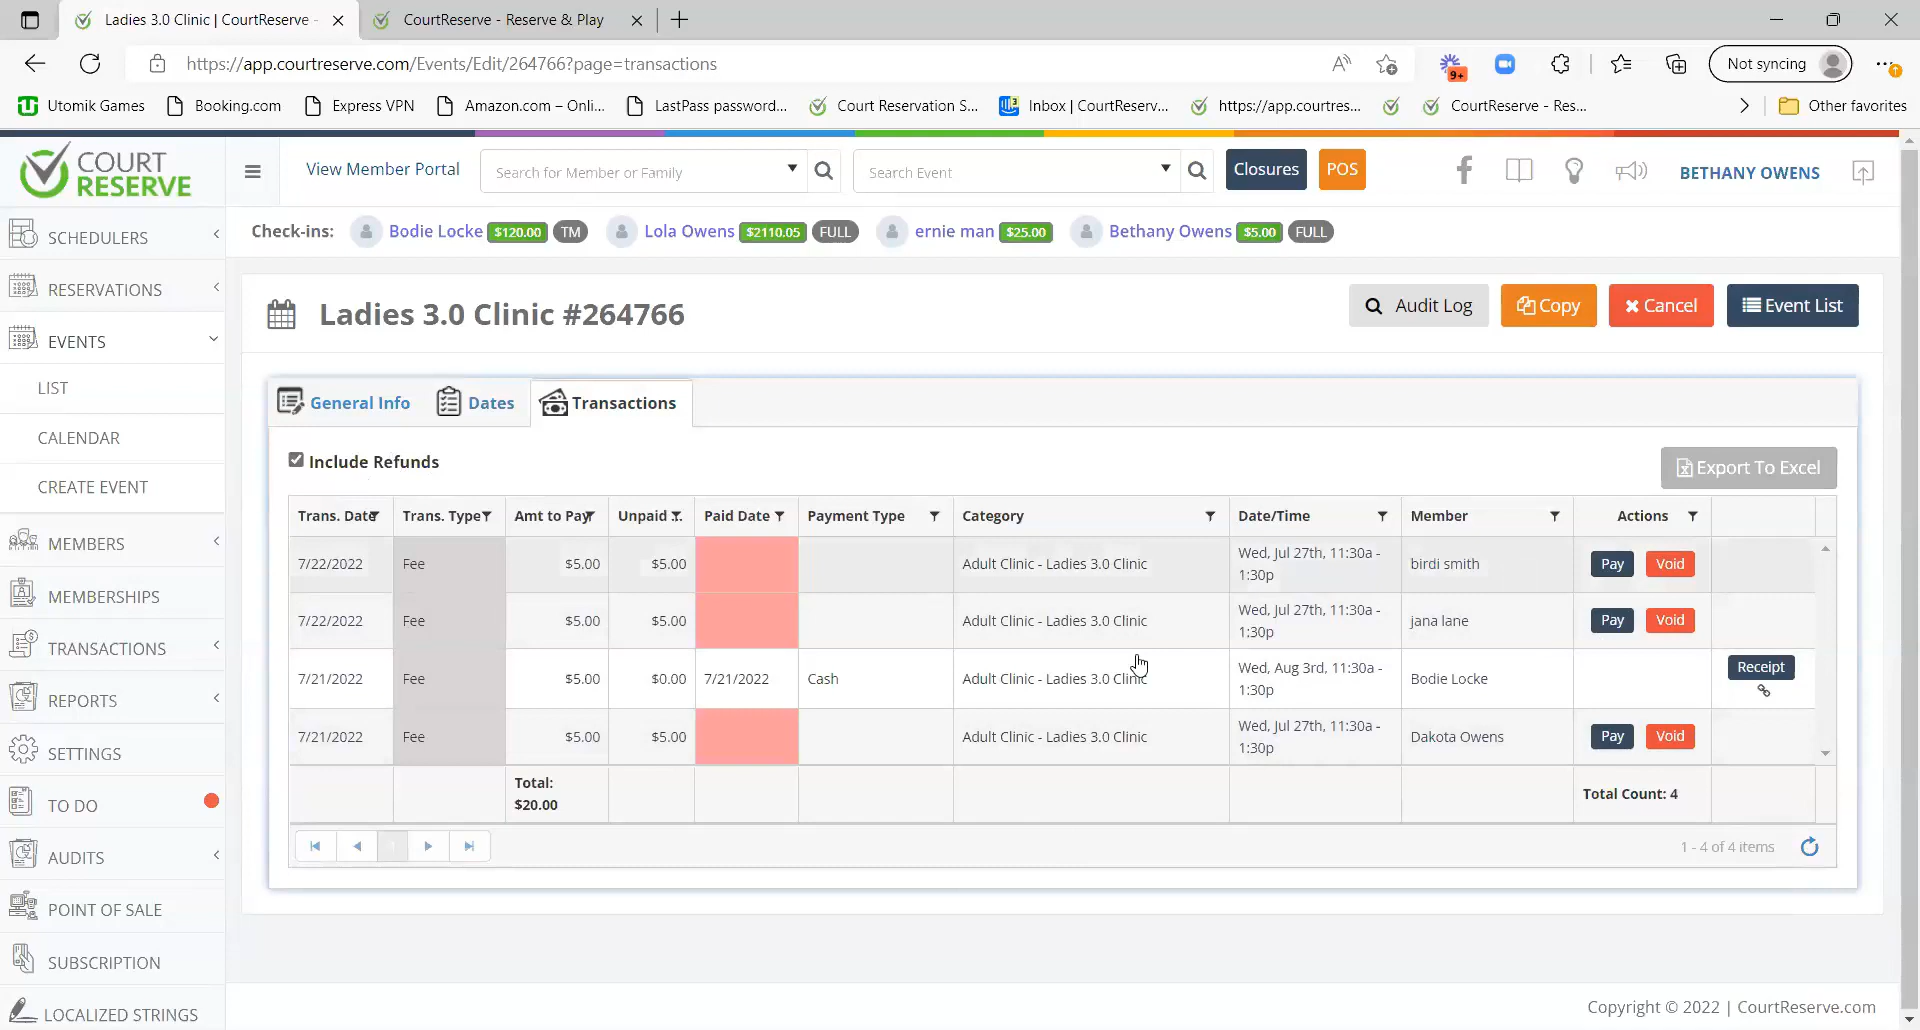 Ladies 3.0 Clinic | CourtReserve -
CourtReserve - Reserve & Play
https://app.courtreserve.com/Events/Edit/264766?page=transactions
A
9+
Not syncing
Utomik Games
Booking.com
Express VPN
Amazon.com – Onli...
LastPass password...
Court Reservation S...
3
Inbox | CourtReserv...
https://app.courtres...
CourtReserve - Res...
Other favorites
COURT
RESERVE
View Member Portal
Search for Member or Family
Search Event
Closures
POS
BETHANY OWENS
Check-ins:
Bodie Locke $120.00 TM
Lola Owens $2110.05 FULL
ernie man $25.00
Bethany Owens $5.00 FULL
SCHEDULERS
RESERVATIONS
EVENTS
LIST
CALENDAR
CREATE EVENT
MEMBERS
MEMBERSHIPS
TRANSACTIONS
REPORTS
SETTINGS
TO DO
AUDITS
POINT OF SALE
SUBSCRIPTION
LOCALIZED STRINGS
Ladies 3.0 Clinic #264766
Audit Log
Copy
Cancel
Event List
General Info
Dates
Transactions
Include Refunds
Export To Excel
Trans. Date Trans. Type Amt to Pay Unpaid Paid Date Payment Type Category Date/Time Member Actions
7/22/2022 Fee $5.00 $5.00 Adult Clinic - Ladies 3.0 Clinic Wed, Jul 27th, 11:30a -
1:30p
birdi smith Pay Void
7/22/2022 Fee $5.00 $5.00 Adult Clinic - Ladies 3.0 Clinic Wed, Jul 27th, 11:30a -
1:30p
jana lane Pay Void
7/21/2022 Fee $5.00 $0.00 7/21/2022 Cash Adult Clinic - Ladies 3.0 Clinic Wed, Aug 3rd, 11:30a -
1:30p
Bodie Locke Receipt
7/21/2022 Fee $5.00 $5.00 Adult Clinic - Ladies 3.0 Clinic Wed, Jul 27th, 11:30a -
1:30p
Dakota Owens Pay Void
Total:
$20.00
Total Count: 4
1 - 4 of 4 items
Copyright © 2022 | CourtReserve.com